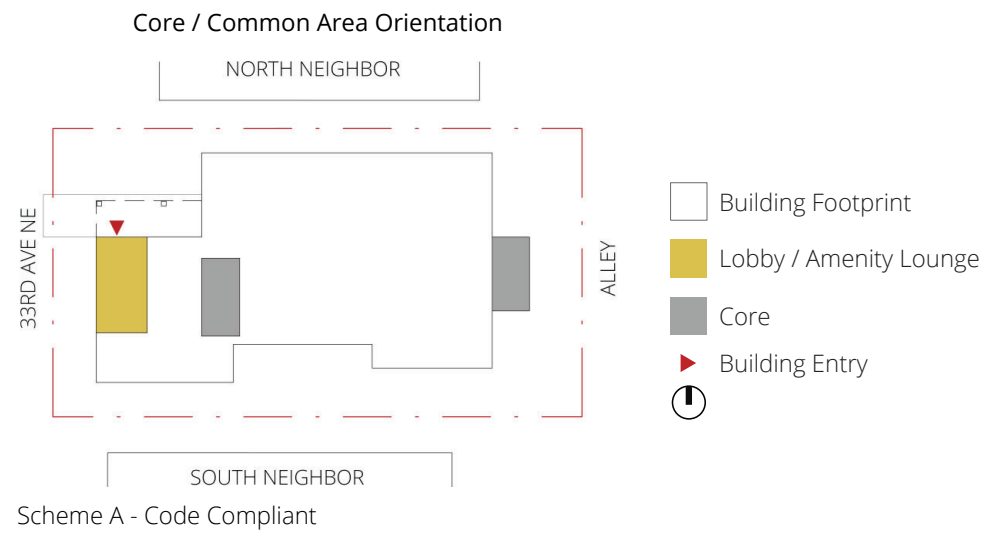 Core / Common Area Orientation
NORTH NEIGHBOR
33RD AVE NE
ALLEY
Building Footprint
Lobby / Amenity Lounge
Core
Building Entry
SOUTH NEIGHBOR
Scheme A - Code Compliant